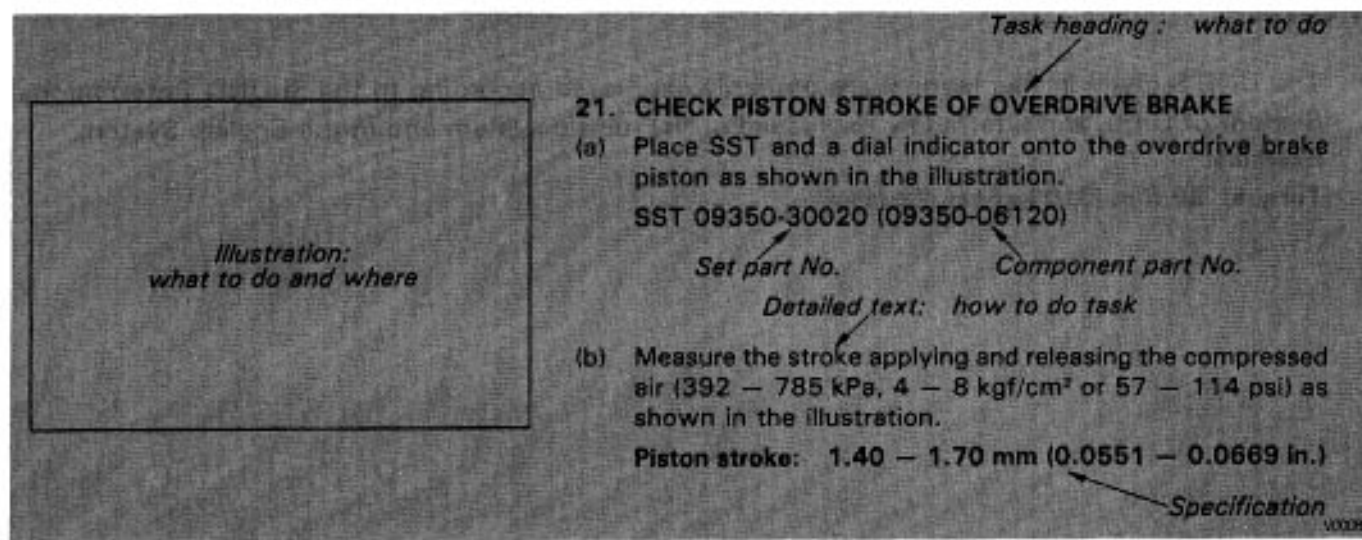 Task heading : what to do
21. CHECK PISTON STROKE OF OVERDRIVE BRAKE
(a) Place SST and a dial indicator onto the overdrive brake
piston as shown in the illustration.
SST 09350-30020 (09350-06120)
Illustration:
what to do and where
Set part No. Component part No.
Detailed text: how to do task
(b) Measure the stroke applying and releasing the compressed
air (392 — 785 kPa, 4 — 8 kgf/cm² or 57 — 114 psi) as
shown in the illustration.
Piston stroke: 1.40 — 1.70 mm (0.0551 — 0.0669 in.)
Specification